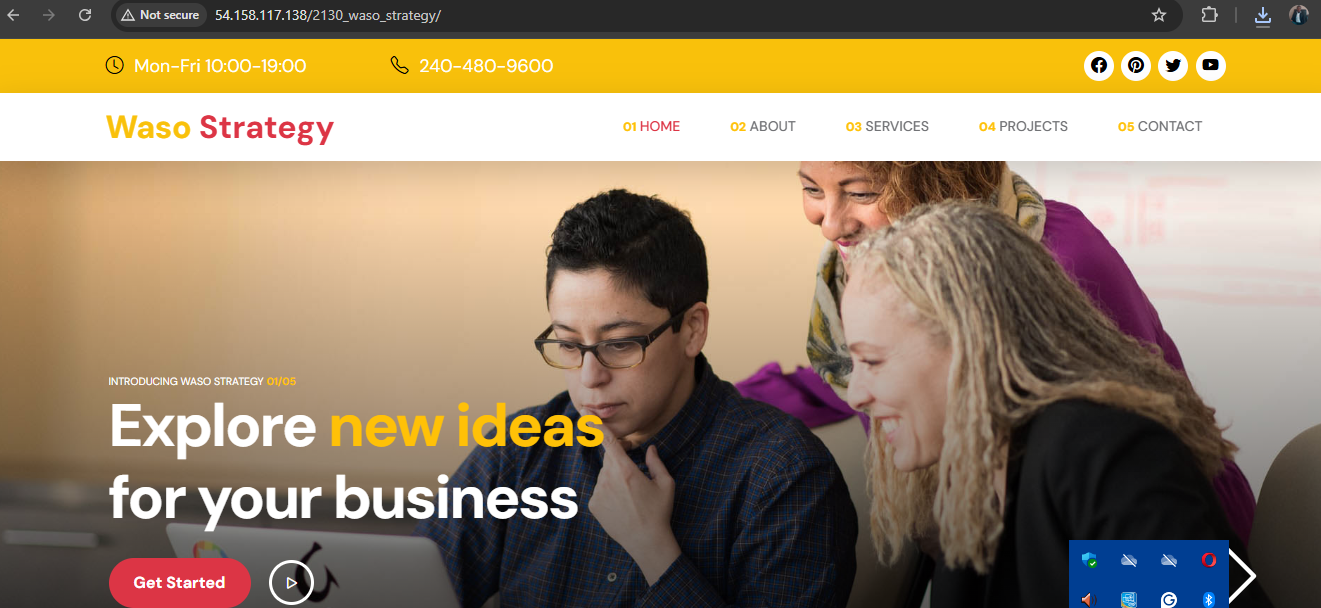 Not secure 54.158.117.138/2130_waso_strategy/
Mon-Fri 10:00-19:00 240-480-9600
Waso Strategy 01 HOME 02 ABOUT 03 SERVICES 04 PROJECTS 05 CONTACT
INTRODUCING WASO STRATEGY 01/05
Explore new ideas
for your business
Get Started